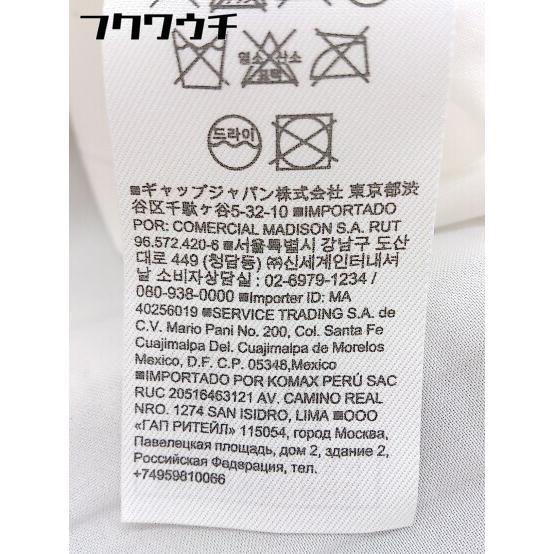 フクワウチ
염소 산소
표백
드라이
■ギャップジャパン株式会社 東京都渋
谷区千駄ヶ谷5-32-10 ■IMPORTADO
POR: COMERCIAL MADISON S.A. RUT
96.572.420-6 ■서울특별시 강남구 도산
대로 449 (청담동) ㈜신세계인터내셔
날 소비자상담실 : 02-6979-1234 /
080-938-0000 ■Importer ID: MA
40256019 ■SERVICE TRADING S.A. de
C.V. Mario Pani No. 200, Col. Santa Fe
Cuajimalpa Del. Cuajimalpa de Morelos
Mexico, D.F. C.P. 05348,Mexico
■IMPORTADO POR KOMAX PERÚ SAC
RUC 20516463121 AV. CAMINO REAL
NRO. 1274 SAN ISIDRO, LIMA ■OOO
«ГАП РИТЕЙЛ» 115054, город Москва,
Павелецкая площадь, дом 2, здание 2,
Российская Федерация, тел.
+74959810066